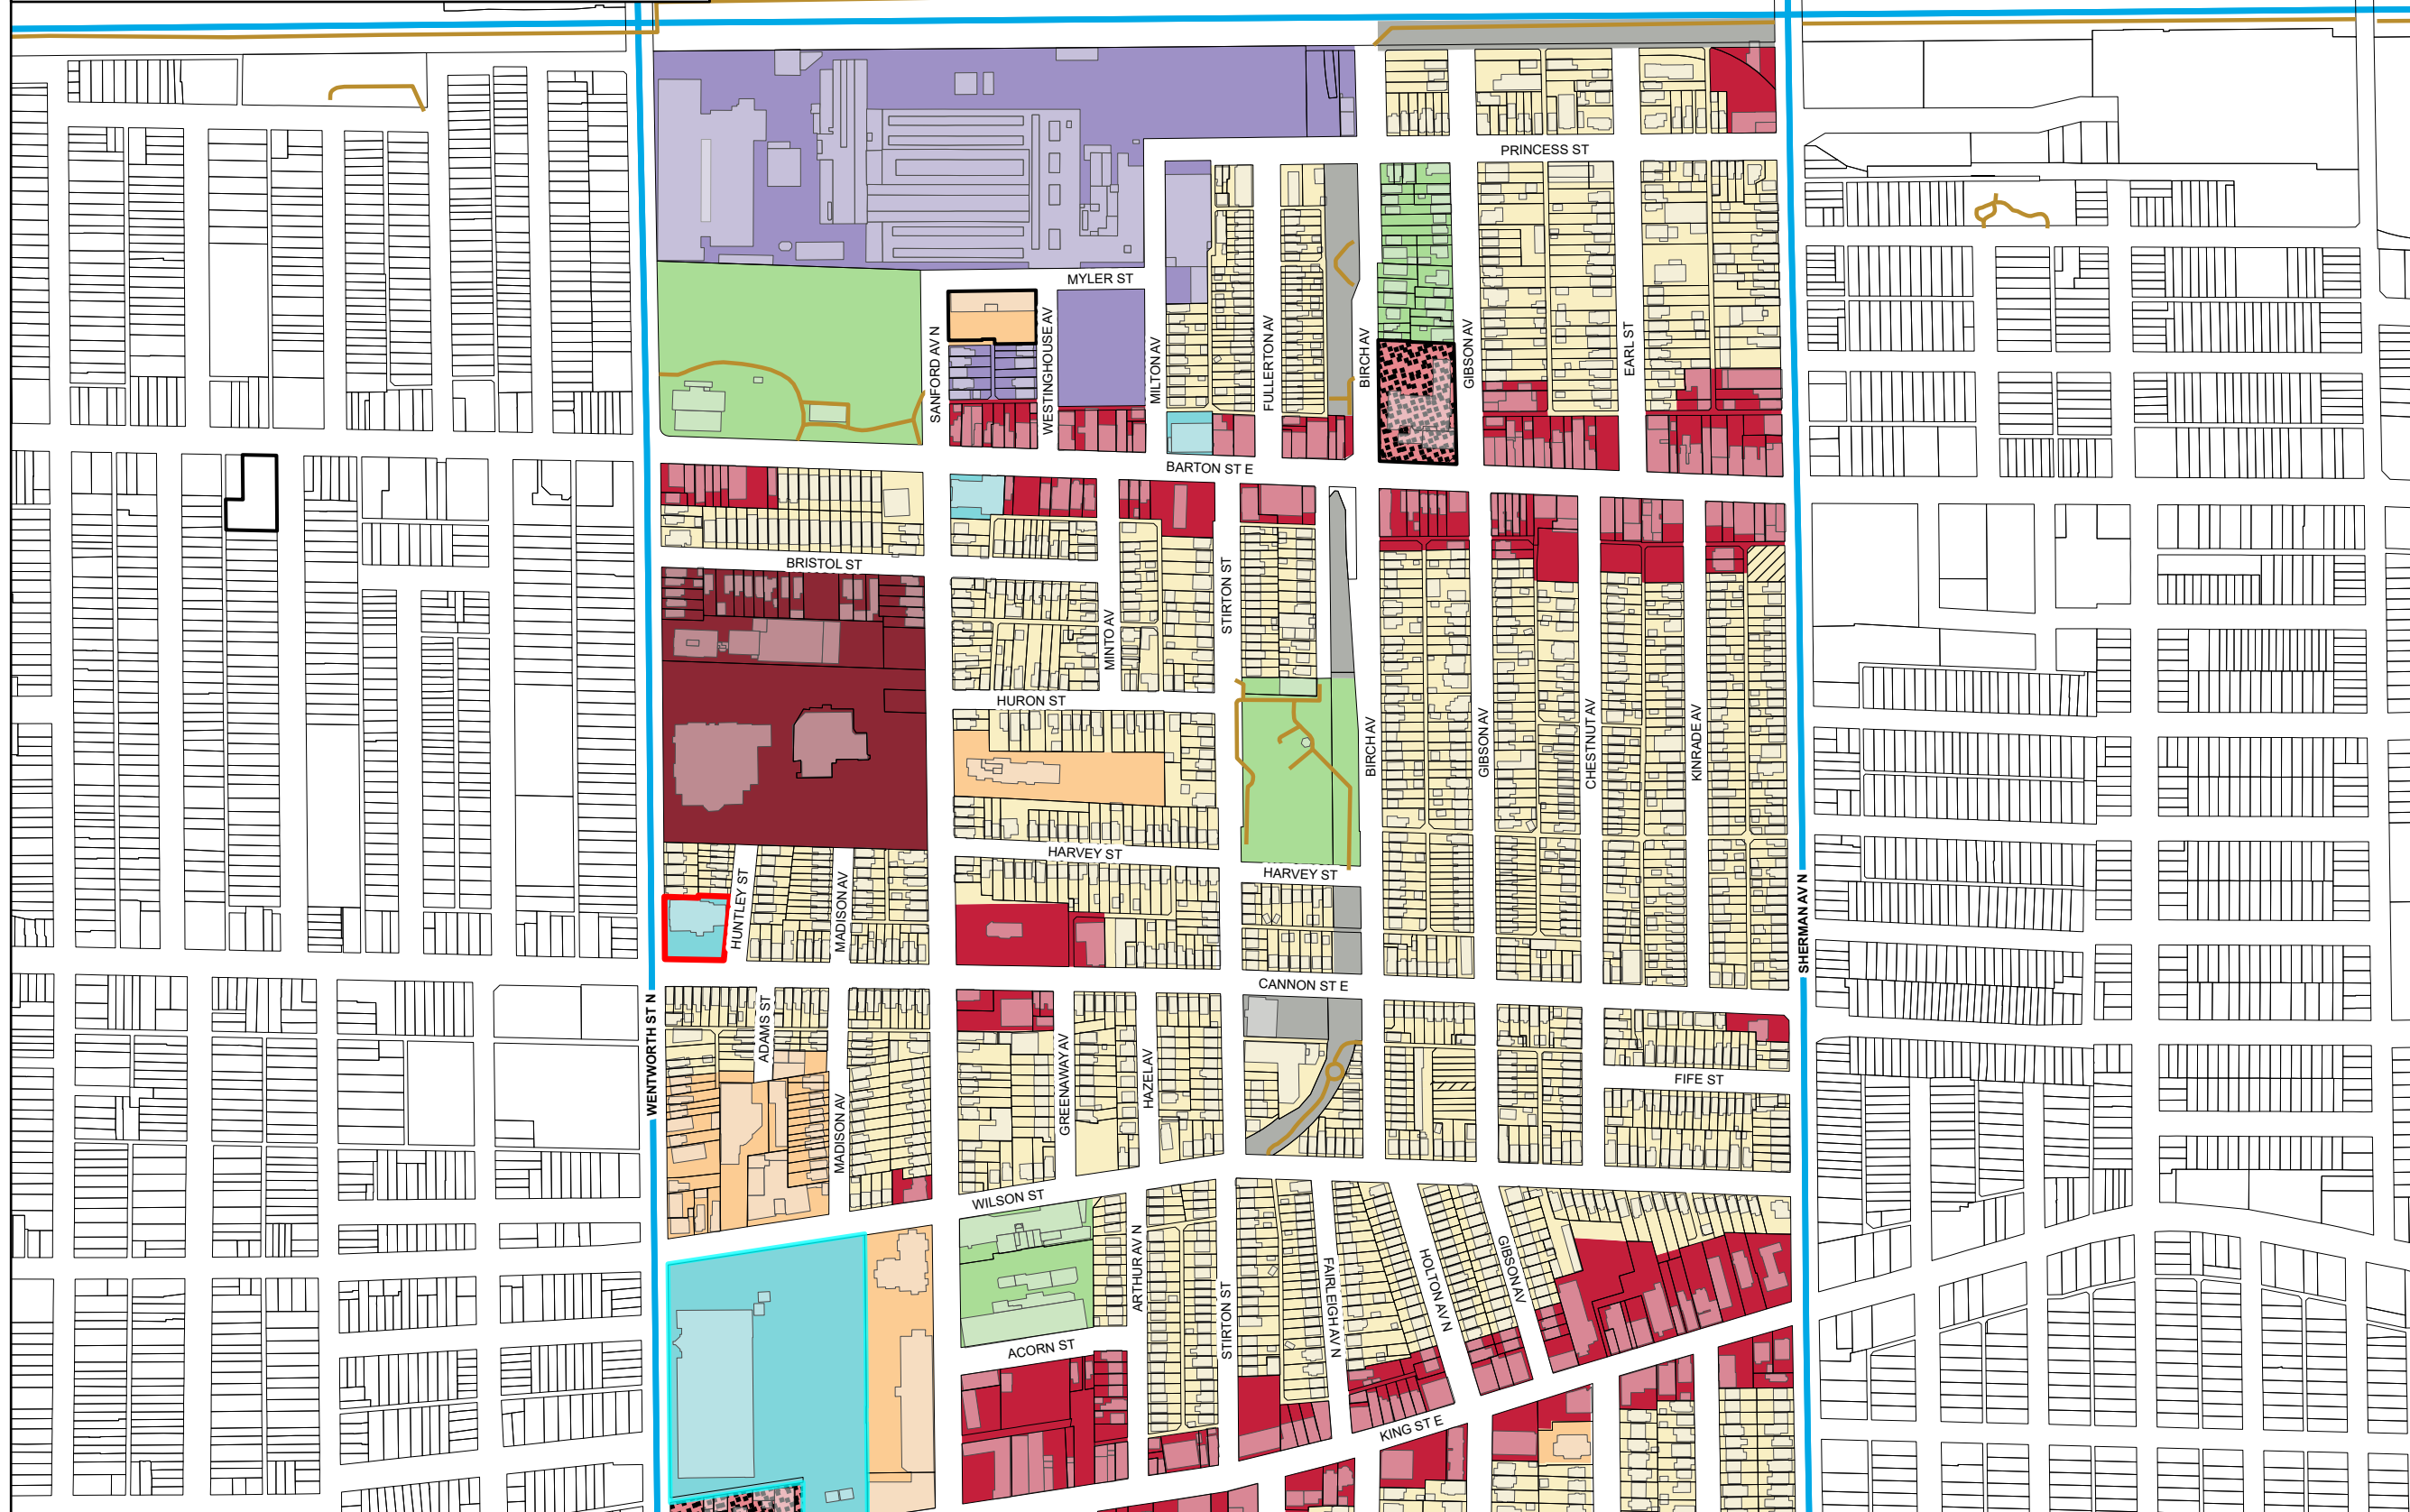 PRINCESS ST
MYLER ST
SANFORD AV N
WESTINGHOUSE AV
MILTON AV
FULLERTON AV
BIRCH AV
GIBSON AV
EARL ST
BARTON ST E
BRISTOL ST
STIRTON ST
MINTO AV
HURON ST
BIRCH AV
GIBSON AV
CHESTNUT AV
KINRADE AV
HARVEY ST
HARVEY ST
HUNTLEY ST
MADISON AV
SHERMAN AV N
CANNON ST E
WENTWORTH ST N
ADAMS ST
GREENAWAY AV
HAZEL AV
FIFE ST
MADISON AV
WILSON ST
ARTHUR AV N
STIRTON ST
FAIRLEIGH AV N
HOLTON AV N
GIBSON AV
ACORN ST
KING ST E